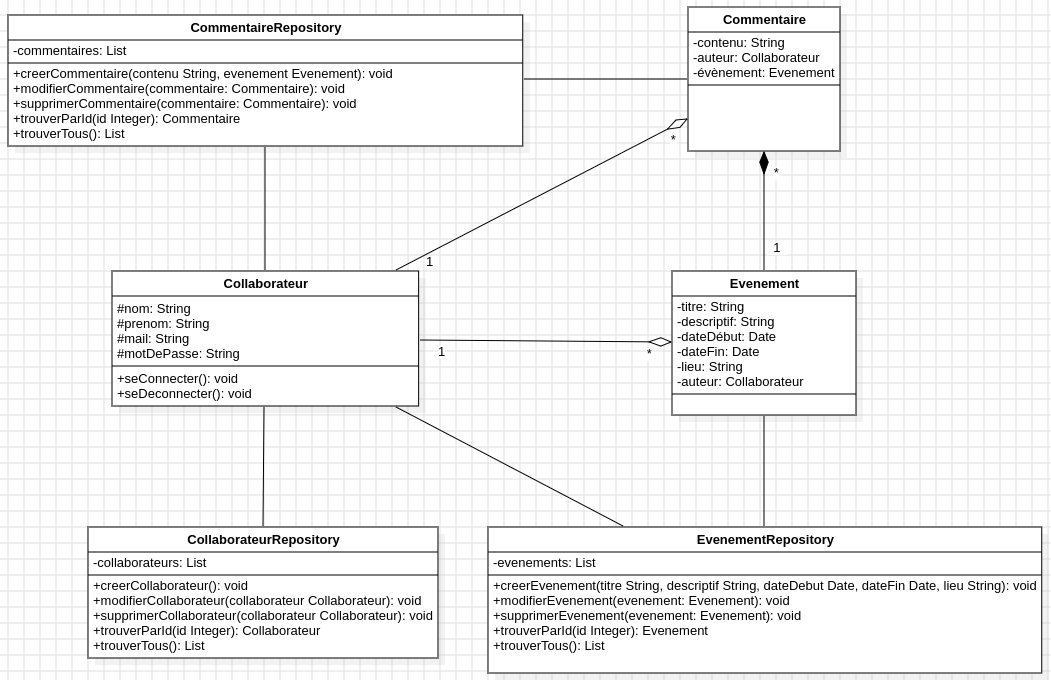 CommentaireRepository
-commentaires: List
+creerCommentaire(contenu String, evenement Evenement): void
+modifierCommentaire(commentaire: Commentaire): void
+supprimerCommentaire(commentaire: Commentaire): void
+trouverParId(id Integer): Commentaire
+trouverTous(): List
Commentaire
-contenu: String
-auteur: Collaborateur
-évènement: Evenement
*
*
1
1
Collaborateur
#nom: String
#prenom: String
#mail: String
#motDePasse: String
+seConnecter(): void
+seDeconnecter(): void
1
*
Evenement
-titre: String
-descriptif: String
-dateDébut: Date
-dateFin: Date
-lieu: String
-auteur: Collaborateur
CollaborateurRepository
-collaborateurs: List
+creerCollaborateur(): void
+modifierCollaborateur(collaborateur Collaborateur): void
+supprimerCollaborateur(collaborateur Collaborateur): void
+trouverParId(id Integer): Collaborateur
+trouverTous(): List
EvenementRepository
-evenements: List
+creerEvenement(titre String, descriptif String, dateDebut Date, dateFin Date, lieu String): void
+modifierEvenement(evenement: Evenement): void
+supprimerEvenement(evenement: Evenement): void
+trouverParId(id Integer): Evenement
+trouverTous(): List